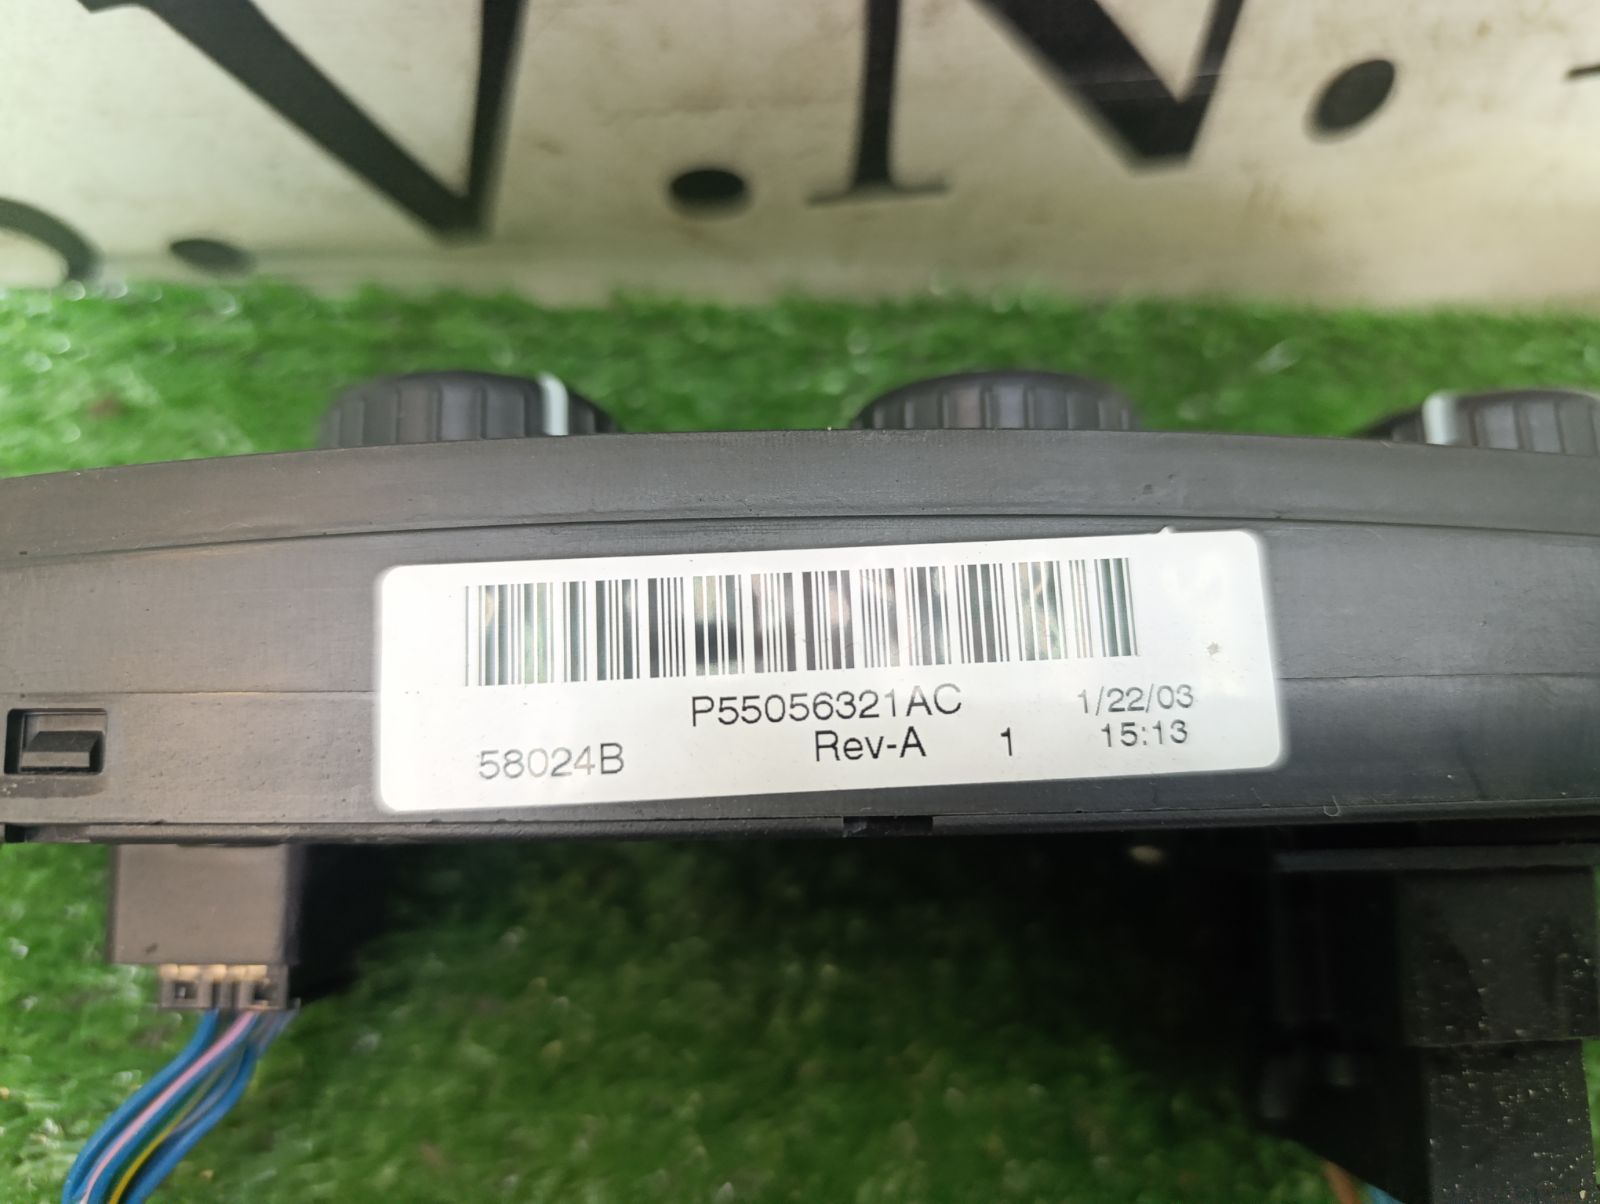 V.N.
P55056321AC
1/22/03
58024B
Rev-A
1
15:13